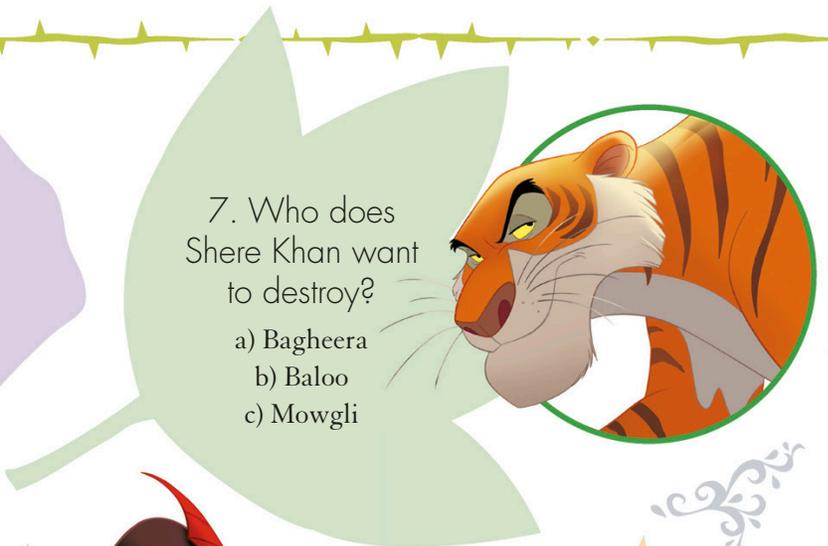 7. Who does
Shere Khan want
to destroy?
a) Bagheera
b) Baloo
c) Mowgli